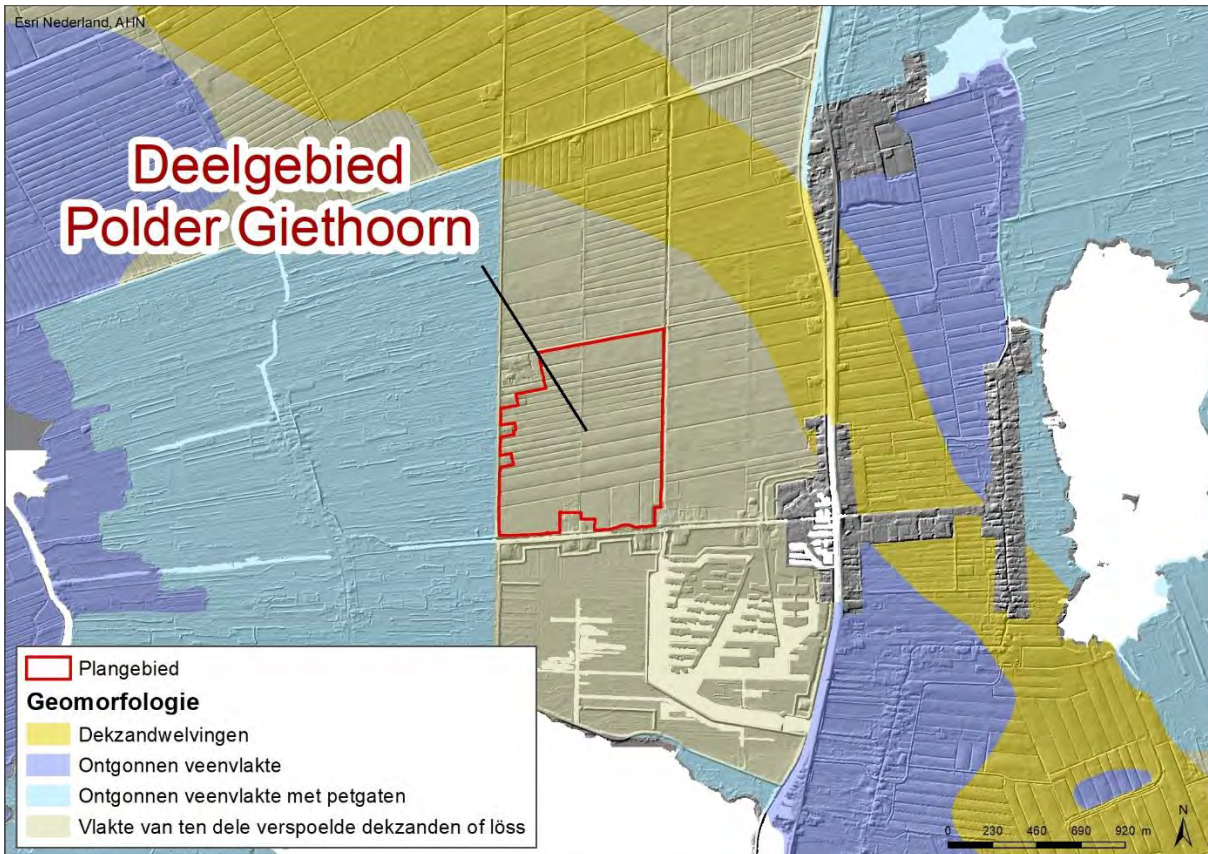 Esri Nederland, AHN
Deelgebied
Polder Giethoorn
Plangebied
Geomorfologie
Dekzandwelvingen
Ontgonnen veenvlakte
Ontgonnen veenvlakte met petgaten
Vlakte van ten dele verspoelde dekzanden of löss
N
0 230 460 690 920 m